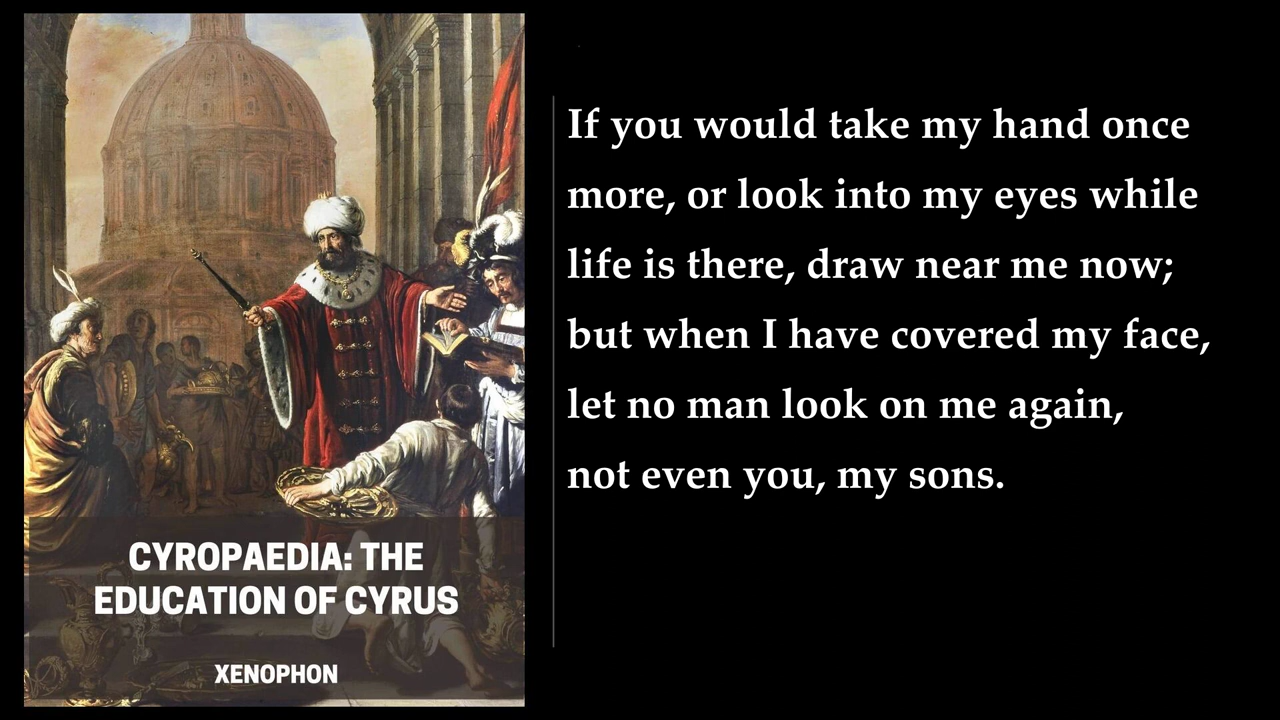 If you would take my hand once
more, or look into my eyes while
life is there, draw near me now;
but when I have covered my face,
let no man look on me again,
not even you, my sons.
CYROPAEDIA: THE
EDUCATION OF CYRUS
XENOPHON